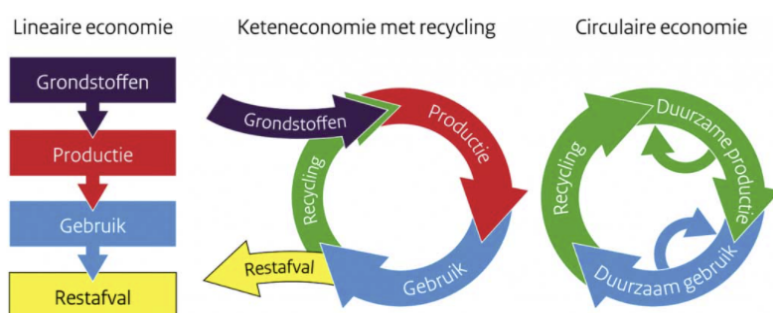 Lineaire economie
Grondstoffen
Productie
Gebruik
Restafval
Keteneconomie met recycling
Grondstoffen
Productie
Gebruik
Restafval
Recycling
Circulaire economie
Duurzame productie
Duurzaam gebruik
Recycling